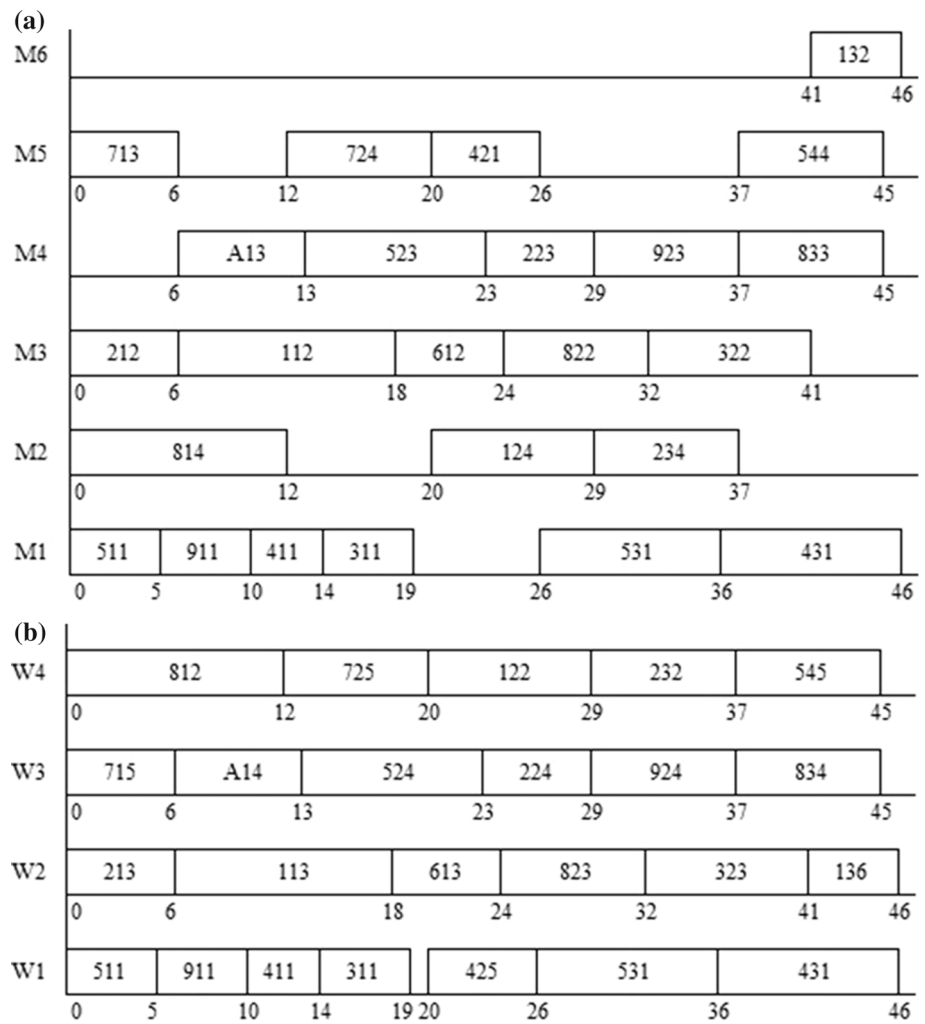 (a)
M6 132
41 46
M5 713 724 421 544
0 6 12 20 26 37 45
M4 A13 523 223 923 833
6 13 23 29 37 45
M3 212 112 612 822 322
0 6 18 24 32 41
M2 814 124 234
0 12 20 29 37
M1 511 911 411 311 531 431
0 5 10 14 19 26 36 46
(b)
W4 812 725 122 232 545
0 12 20 29 37 45
W3 715 A14 524 224 924 834
0 6 13 23 29 37 45
W2 213 113 613 823 323 136
0 6 18 24 32 41 46
W1 511 911 411 311 425 531 431
0 5 10 14 19 20 26 36 46